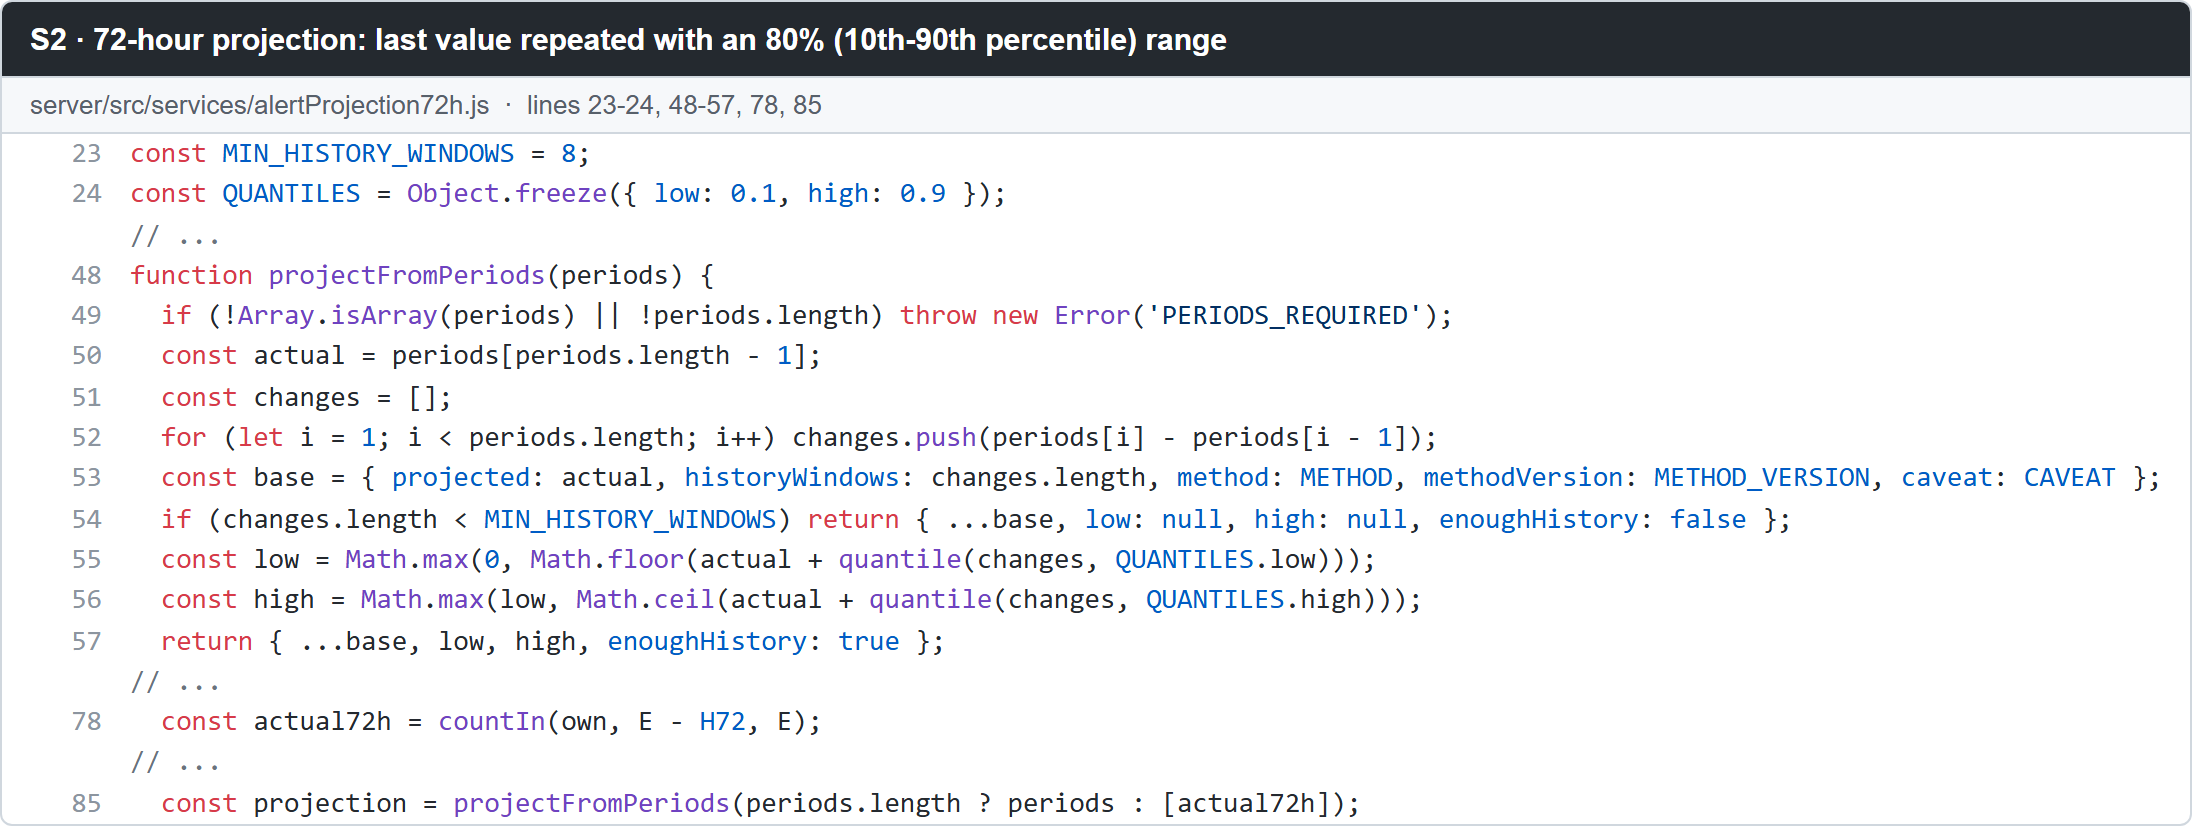 S2 · 72-hour projection: last value repeated with an 80% (10th-90th percentile) range
server/src/services/alertProjection72h.js · lines 23-24, 48-57, 78, 85
23 const MIN_HISTORY_WINDOWS = 8;
24 const QUANTILES = Object.freeze({ low: 0.1, high: 0.9 });
// ...
48 function projectFromPeriods(periods) {
49   if (!Array.isArray(periods) || !periods.length) throw new Error('PERIODS_REQUIRED');
50   const actual = periods[periods.length - 1];
51   const changes = [];
52   for (let i = 1; i < periods.length; i++) changes.push(periods[i] - periods[i - 1]);
53   const base = { projected: actual, historyWindows: changes.length, method: METHOD, methodVersion: METHOD_VERSION, caveat: CAVEAT };
54   if (changes.length < MIN_HISTORY_WINDOWS) return { ...base, low: null, high: null, enoughHistory: false };
55   const low = Math.max(0, Math.floor(actual + quantile(changes, QUANTILES.low)));
56   const high = Math.max(low, Math.ceil(actual + quantile(changes, QUANTILES.high)));
57   return { ...base, low, high, enoughHistory: true };
// ...
78   const actual72h = countIn(own, E - H72, E);
// ...
85   const projection = projectFromPeriods(periods.length ? periods : [actual72h]);